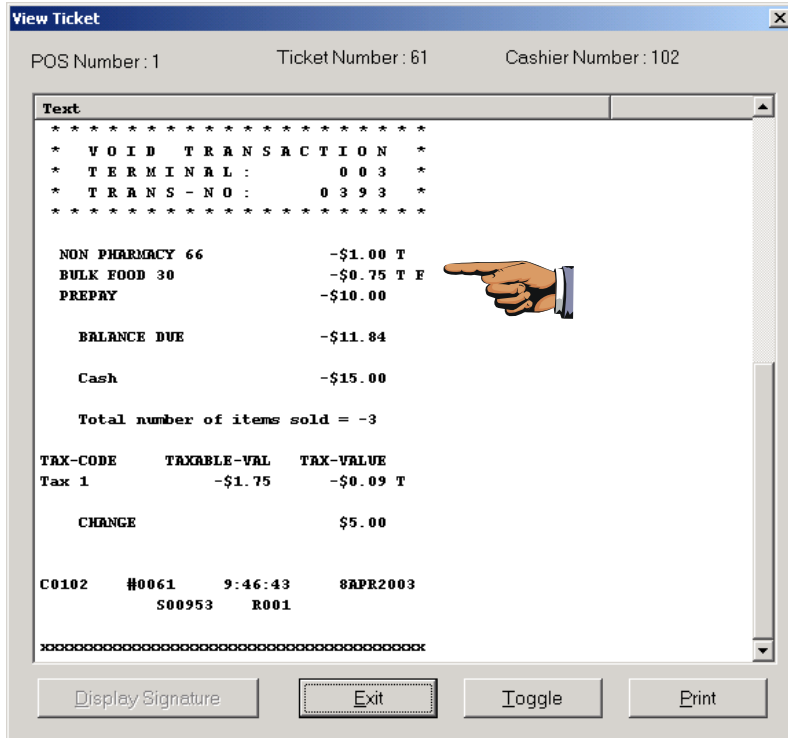 View Ticket
POS Number : 1 Ticket Number : 61 Cashier Number : 102
Text
* * * * * * * * * * * * * * * * * * * *
* V O I D T R A N S A C T I O N *
* T E R M I N A L : 0 0 3 *
* T R A N S - N O : 0 3 9 3 *
* * * * * * * * * * * * * * * * * * * *
NON PHARMACY 66 -$1.00 T
BULK FOOD 30 -$0.75 T F
PREPAY -$10.00
BALANCE DUE -$11.84
Cash -$15.00
Total number of items sold = -3
TAX-CODE TAXABLE-VAL TAX-VALUE
Tax 1 -$1.75 -$0.09 T
CHANGE $5.00
C0102 #0061 9:46:43 8APR2003
S00953 R001
xxxxxxxxxxxxxxxxxxxxxxxxxxxxxxxxxxxxxxxx
Display Signature Exit Toggle Print